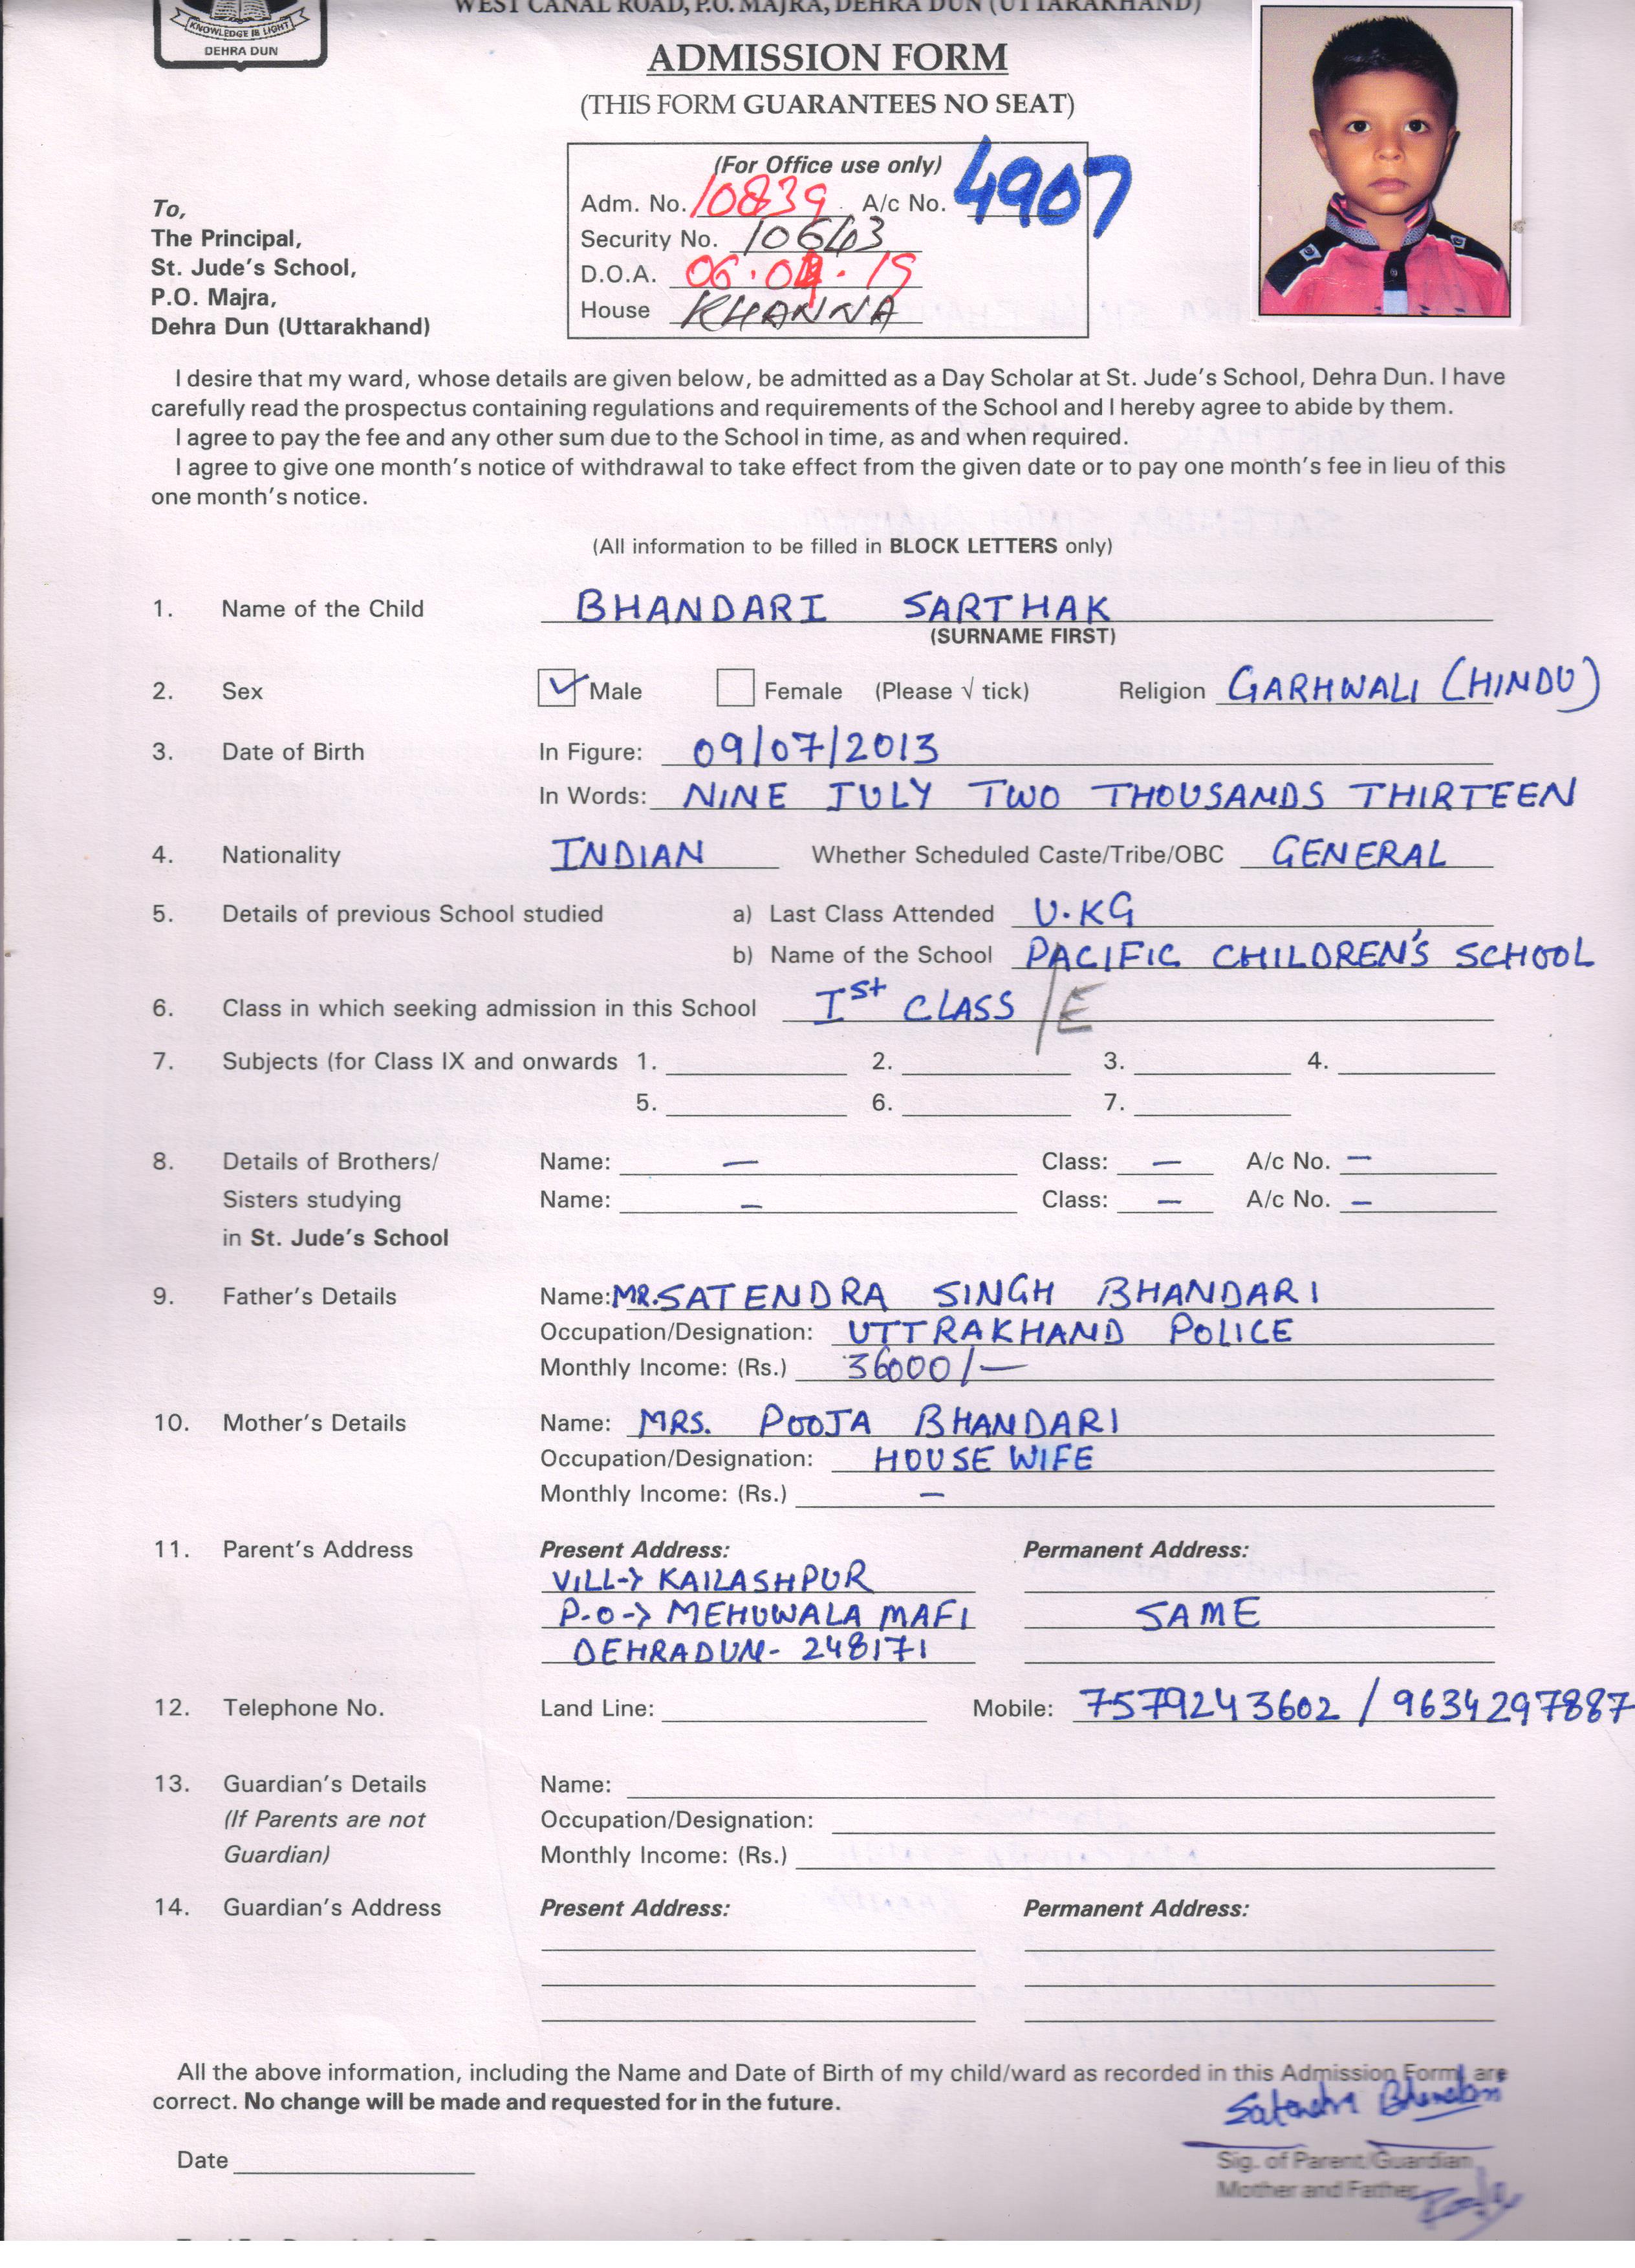 WEST CANAL ROAD, P.O. MAJRA, DEHRA DUN (UTTARAKHAND)
KNOWLEDGE IS LIGHT
DEHRA DUN
ADMISSION FORM
(THIS FORM GUARANTEES NO SEAT)
(For Office use only)
Adm. No. 10839 A/c No. 4907
Security No. 10643
D.O.A. 06.04.19
House KHANNA
To,
The Principal,
St. Jude's School,
P.O. Majra,
Dehra Dun (Uttarakhand)
I desire that my ward, whose details are given below, be admitted as a Day Scholar at St. Jude's School, Dehra Dun. I have
carefully read the prospectus containing regulations and requirements of the School and I hereby agree to abide by them.
I agree to pay the fee and any other sum due to the School in time, as and when required.
I agree to give one month's notice of withdrawal to take effect from the given date or to pay one month's fee in lieu of this
one month's notice.
(All information to be filled in BLOCK LETTERS only)
1. Name of the Child BHANDARI SARTHAK
(SURNAME FIRST)
2. Sex Male Female (Please √ tick) Religion GARHWALI (HINDU)
3. Date of Birth In Figure: 09/07/2013
In Words: NINE JULY TWO THOUSANDS THIRTEEN
4. Nationality INDIAN Whether Scheduled Caste/Tribe/OBC GENERAL
5. Details of previous School studied a) Last Class Attended U.KG
b) Name of the School PACIFIC CHILDREN'S SCHOOL
6. Class in which seeking admission in this School Ist CLASS /E
7. Subjects (for Class IX and onwards 1. 2. 3. 4.
5. 6. 7.
8. Details of Brothers/ Name: — Class: — A/c No. —
Sisters studying Name: — Class: — A/c No. —
in St. Jude's School
9. Father's Details Name: MR. SATENDRA SINGH BHANDARI
Occupation/Designation: UTTRAKHAND POLICE
Monthly Income: (Rs.) 36000/—
10. Mother's Details Name: MRS. POOJA BHANDARI
Occupation/Designation: HOUSE WIFE
Monthly Income: (Rs.) —
11. Parent's Address Present Address: Permanent Address:
VILL-> KAILASHPUR
P.O-> MEHUWALA MAFI SAME
DEHRADUN- 248171
12. Telephone No. Land Line: Mobile: 7579243602 / 9634297887
13. Guardian's Details Name:
(If Parents are not Occupation/Designation:
Guardian) Monthly Income: (Rs.)
14. Guardian's Address Present Address: Permanent Address:
All the above information, including the Name and Date of Birth of my child/ward as recorded in this Admission Form are
correct. No change will be made and requested for in the future.
Satendra Bhandari
Date
Sig. of Parent/Guardian
Mother and Father